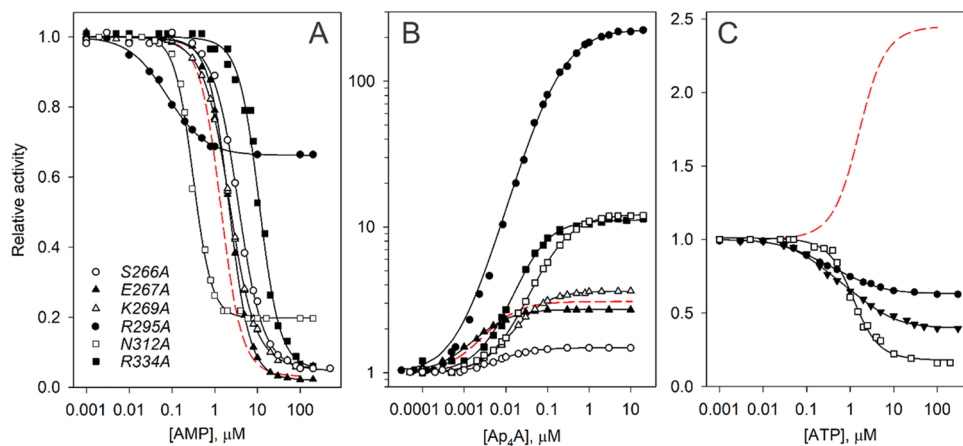 A
B
C
Relative activity
1.0
0.8
0.6
0.4
0.2
0.0
S266A
E267A
K269A
R295A
N312A
R334A
0.001 0.1 1 10 100
[AMP], µM
100
10
1
0.0001 0.001 0.01 0.1 1 10
[Ap4A], µM
2.5
2.0
1.5
1.0
0.5
0.0
0.001 0.01 0.1 1 10 100
[ATP], µM